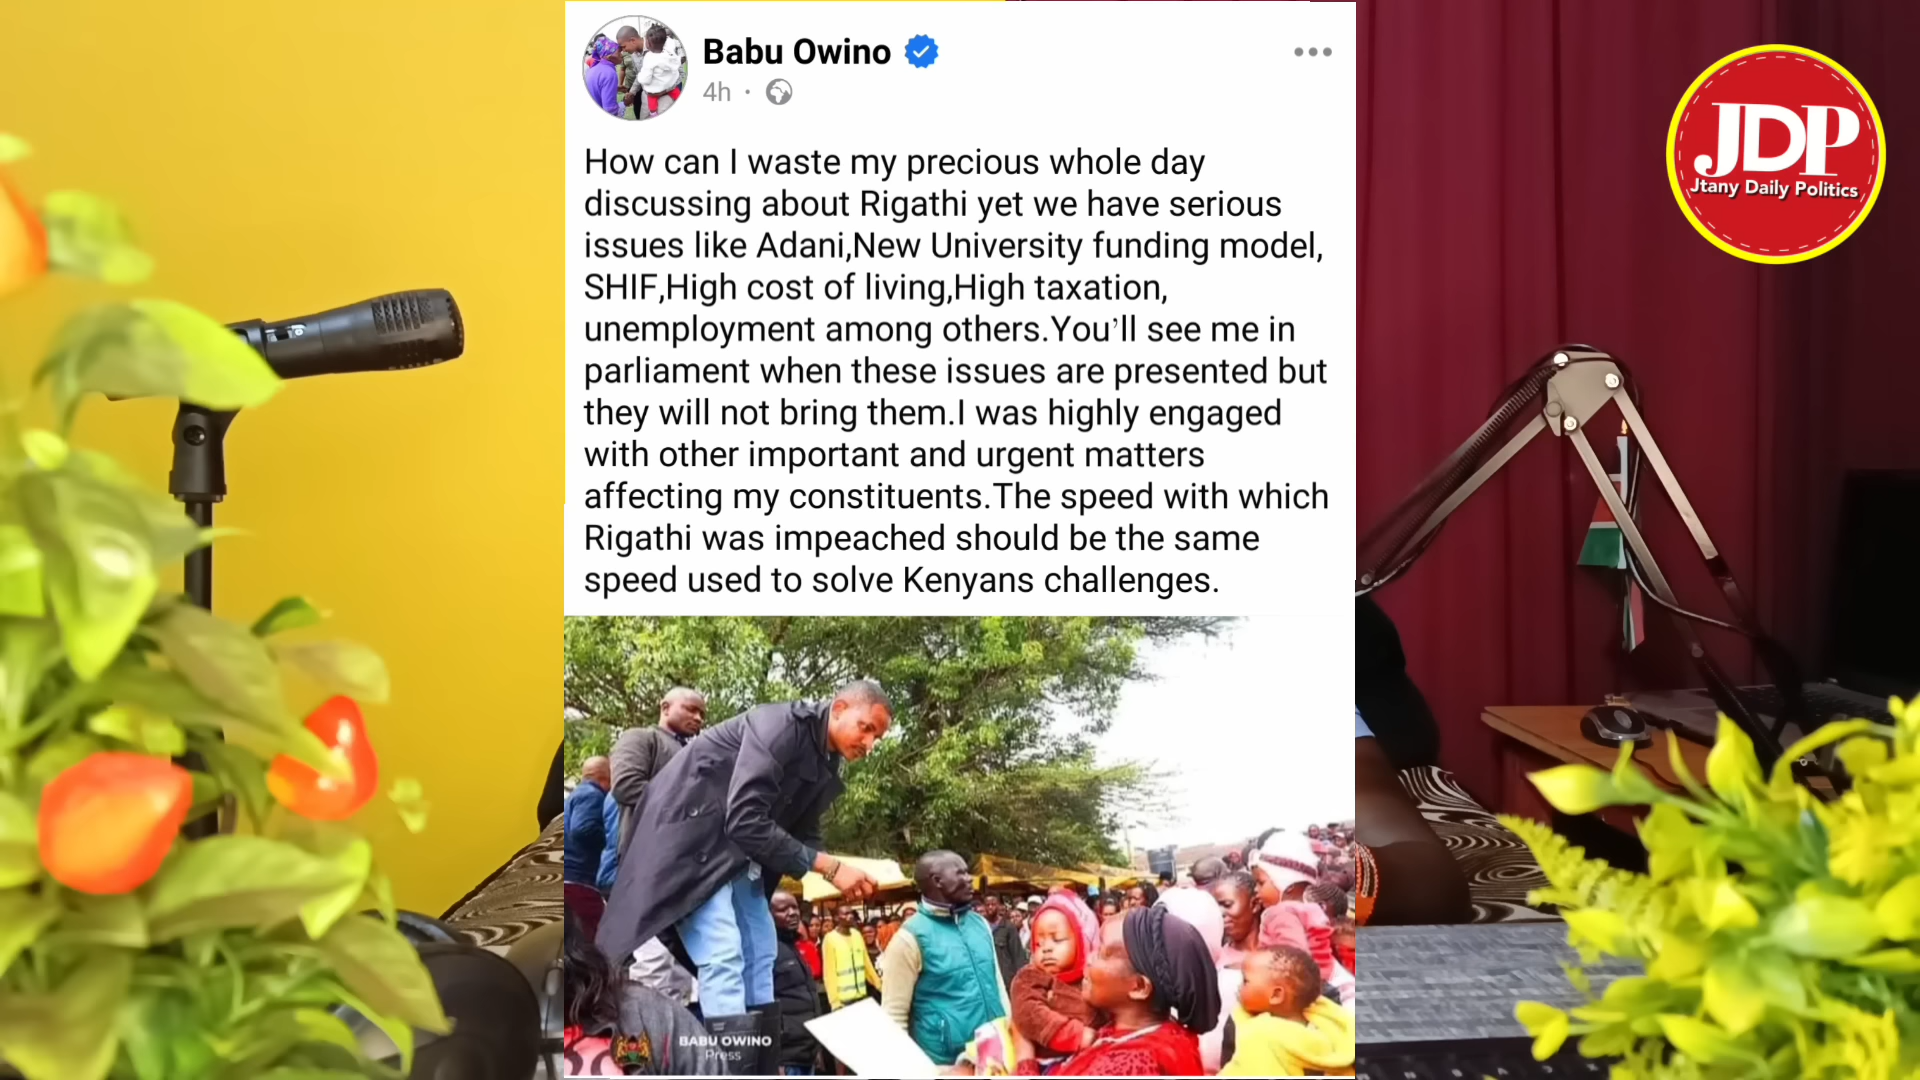 Babu Owino
4h ·
How can I waste my precious whole day
discussing about Rigathi yet we have serious
issues like Adani,New University funding model,
SHIF,High cost of living,High taxation,
unemployment among others.You’ll see me in
parliament when these issues are presented but
they will not bring them.I was highly engaged
with other important and urgent matters
affecting my constituents.The speed with which
Rigathi was impeached should be the same
speed used to solve Kenyans challenges.
JDP
Jtany Daily Politics
BABU OWINO
Press